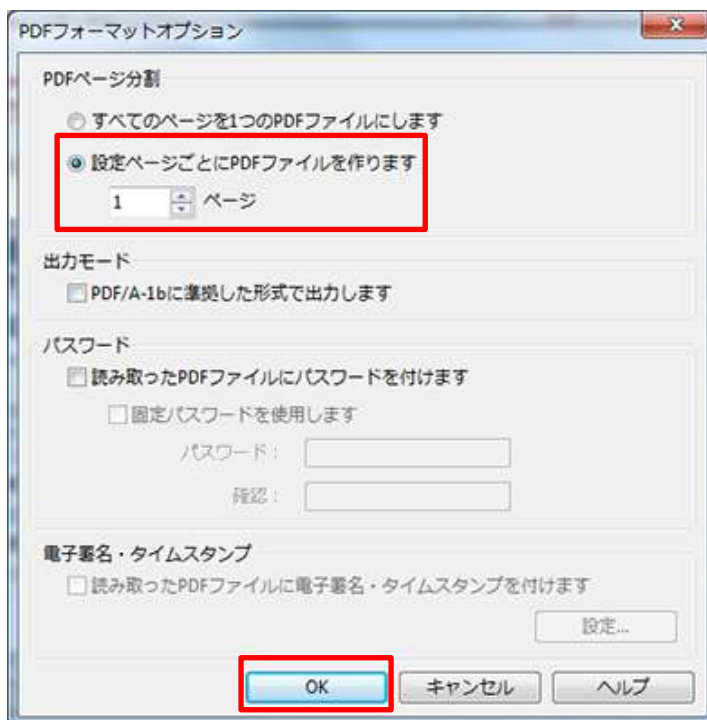 PDFフォーマットオプション
PDFページ分割
すべてのページを1つのPDFファイルにします
設定ページごとにPDFファイルを作ります
1 ページ
出力モード
PDF/A-1bに準拠した形式で出力します
パスワード
読み取ったPDFファイルにパスワードを付けます
固定パスワードを使用します
パスワード：
確認：
電子署名・タイムスタンプ
読み取ったPDFファイルに電子署名・タイムスタンプを付けます
設定...
OK キャンセル ヘルプ